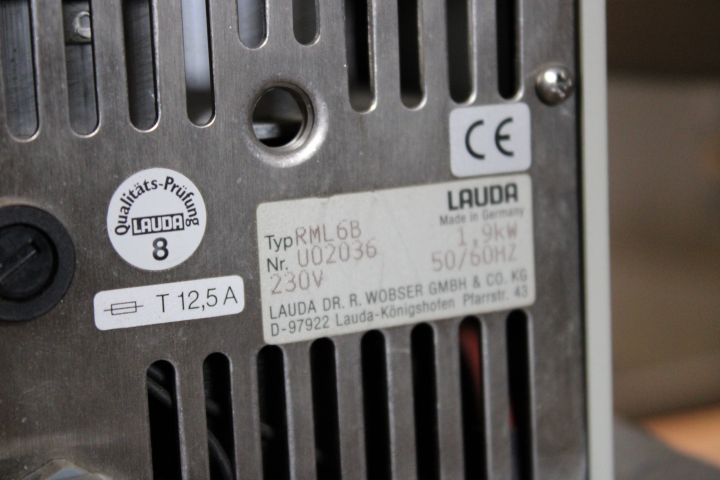 CE
Qualitäts-Prüfung
LAUDA
8
T 12,5 A
LAUDA
Made in Germany
Typ RML6B 1,9kW
Nr. U02036 50/60HZ
230V
LAUDA DR. R. WOBSER GMBH & CO. KG
D-97922 Lauda-Königshofen Pfarrstr. 43